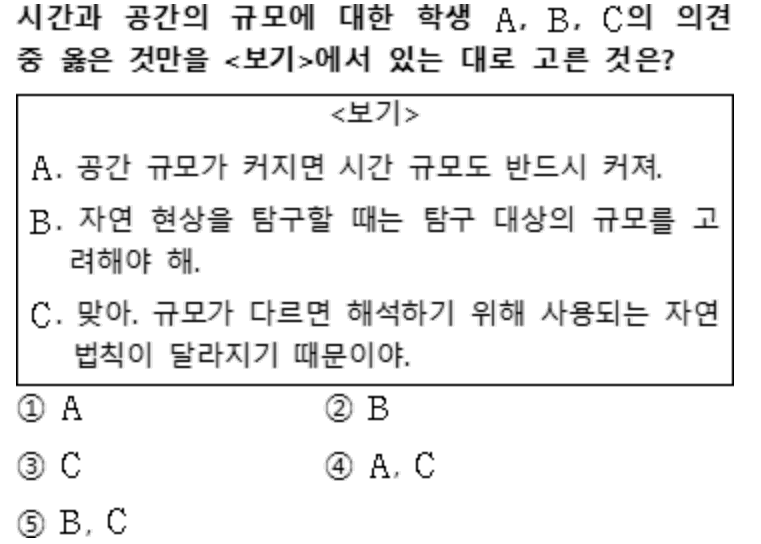 시간과 공간의 규모에 대한 학생 A, B, C의 의견
중 옳은 것만을 <보기>에서 있는 대로 고른 것은?
<보기>
A. 공간 규모가 커지면 시간 규모도 반드시 커져.
B. 자연 현상을 탐구할 때는 탐구 대상의 규모를 고
려해야 해.
C. 맞아. 규모가 다르면 해석하기 위해 사용되는 자연
법칙이 달라지기 때문이야.
① A ② B
③ C ④ A, C
⑤ B, C